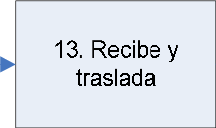 13. Recibe y
traslada